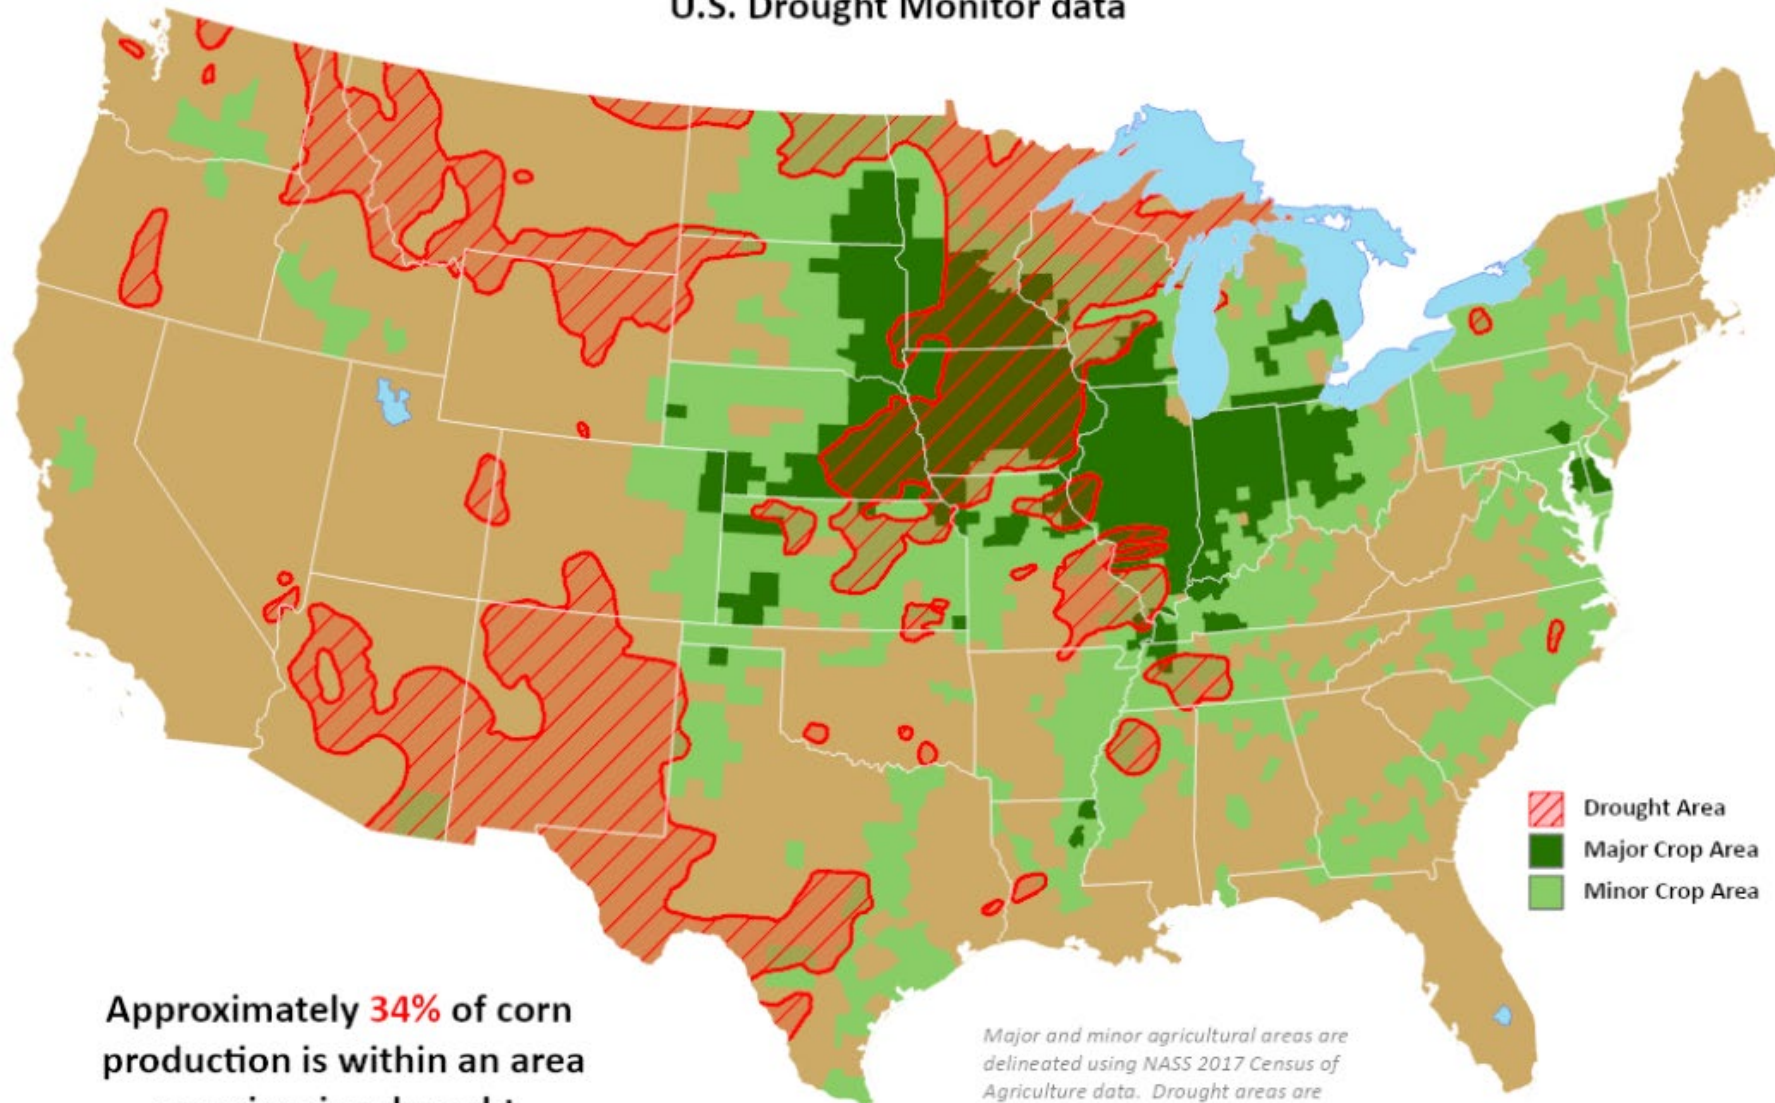 U.S. Drought Monitor data
Drought Area
Major Crop Area
Minor Crop Area
Approximately 34% of corn
production is within an area
Major and minor agricultural areas are
delineated using NASS 2017 Census of
Agriculture data. Drought areas are